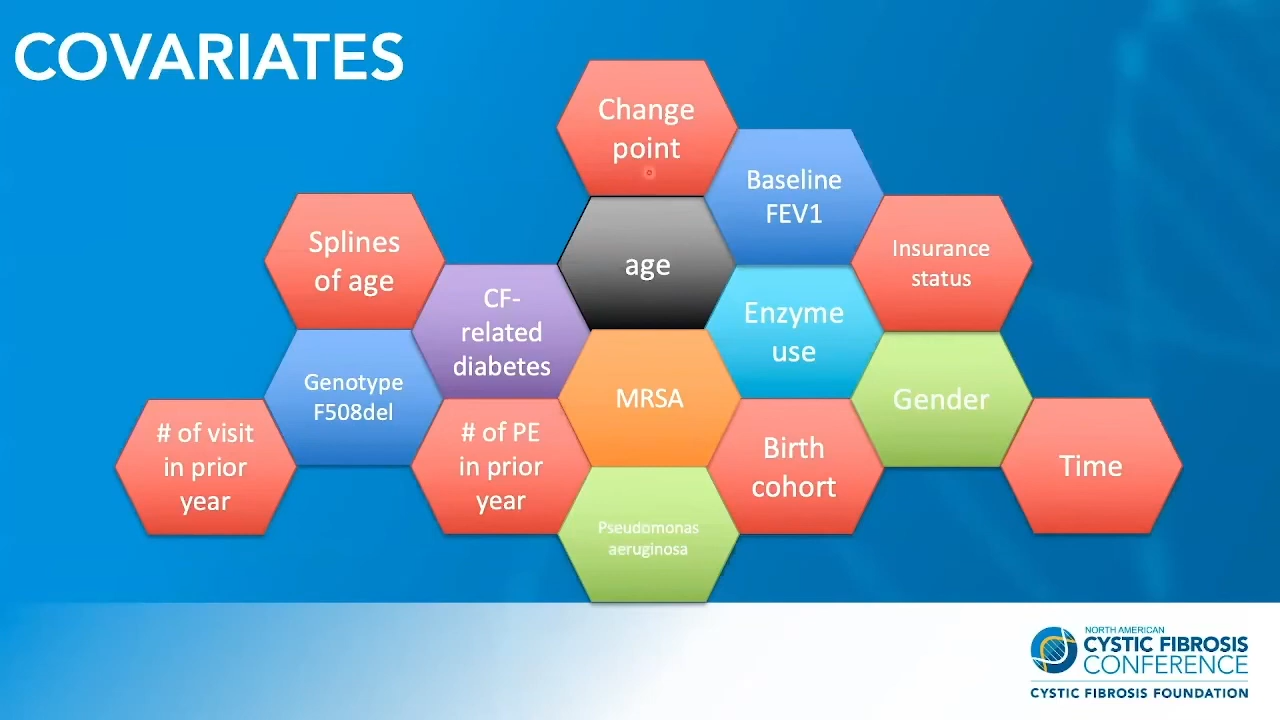 COVARIATES
Change
point
Baseline
FEV1
Splines
of age
age
Insurance
status
CF-
related
diabetes
Enzyme
use
Genotype
F508del
MRSA
Gender
# of visit
in prior
year
# of PE
in prior
year
Birth
cohort
Time
Pseudomonas
aeruginosa
NORTH AMERICAN
CYSTIC FIBROSIS
CONFERENCE
CYSTIC FIBROSIS FOUNDATION